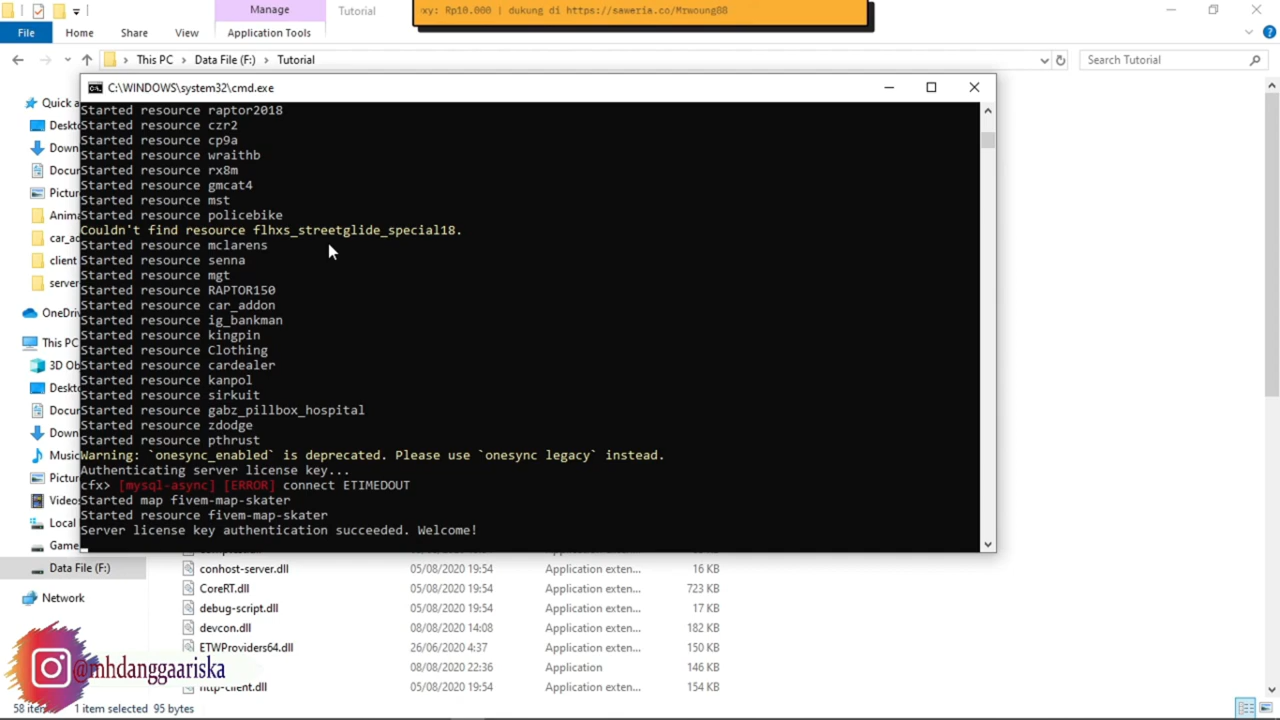 Manage
Tutorial
xy: Rp10.000 | dukung di https://saweria.co/Mrwoung88
File
Home
Share
View
Application Tools
This PC
Data File (F:)
Tutorial
Search Tutorial
C:\WINDOWS\system32\cmd.exe
Started resource raptor2018
Started resource czr2
Started resource cp9a
Started resource wraithb
Started resource rx8m
Started resource gmcat4
Started resource mst
Started resource policebike
Couldn't find resource flhxs_streetglide_special18.
Started resource mclarens
Started resource senna
Started resource mgt
Started resource RAPTOR150
Started resource car_addon
Started resource ig_bankman
Started resource kingpin
Started resource Clothing
Started resource cardealer
Started resource kanpol
Started resource sirkuit
Started resource gabz_pillbox_hospital
Started resource zdodge
Started resource pthrust
Warning: `onesync_enabled` is deprecated. Please use `onesync legacy` instead.
Authenticating server license key...
cfx> [mysql-async] [ERROR] connect ETIMEDOUT
Started map fivem-map-skater
Started resource fivem-map-skater
Server license key authentication succeeded. Welcome!
Quick a
Deskto
Down
Docur
Picture
Anima
car_ad
client
server
OneDriv
This PC
3D Ob
Deskto
Docur
Down
Music
Picture
Videos
Local
Game
Data File (F:)
Network
conhost-server.dll 05/08/2020 19:54 Application exten... 16 KB
CoreRT.dll 05/08/2020 19:54 Application exten... 723 KB
debug-script.dll 05/08/2020 19:54 Application exten... 17 KB
devcon.dll 08/08/2020 14:08 Application exten... 182 KB
ETWProviders64.dll 26/06/2020 4:37 Application exten... 150 KB
08/08/2020 22:36 Application 146 KB
http-client.dll 05/08/2020 19:54 Application exten... 154 KB
@mhdanggaariska
58 item 1 item selected 95 bytes